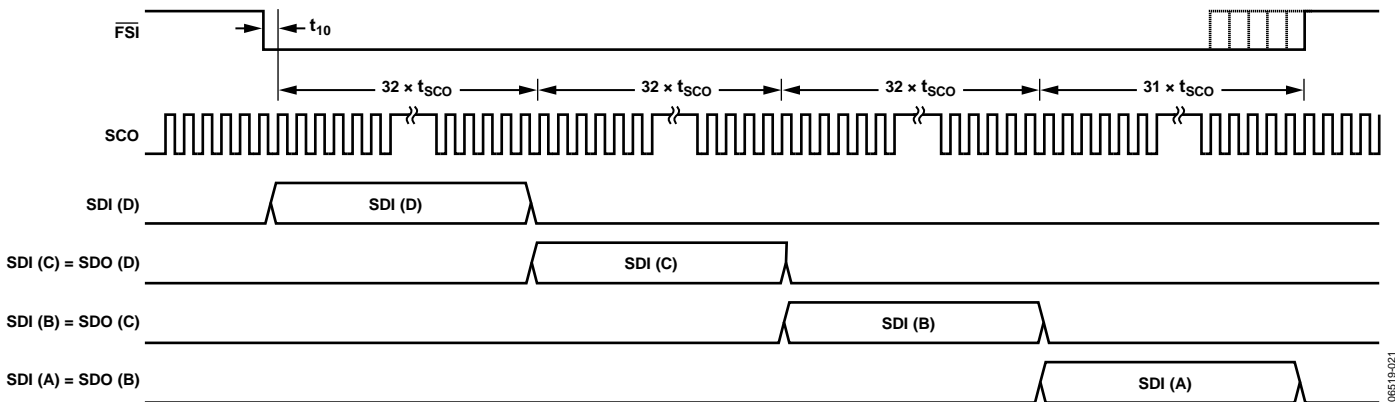 FSI
t10
32 × tSCO
32 × tSCO
32 × tSCO
31 × tSCO
SCO
SDI (D)
SDI (D)
SDI (C) = SDO (D)
SDI (C)
SDI (B) = SDO (C)
SDI (B)
SDI (A) = SDO (B)
SDI (A)
06519-021